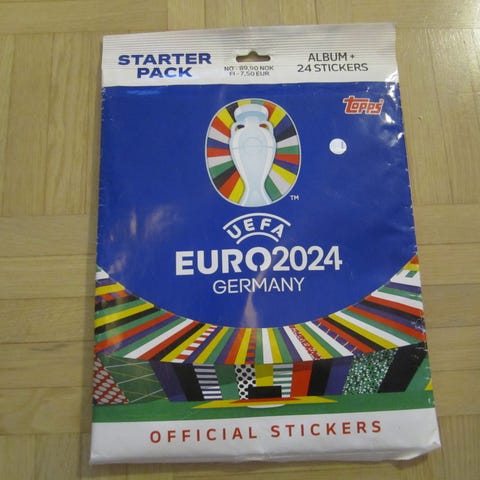 STARTER
PACK
NO - 89,90 NOK
FI - 7,50 EUR
ALBUM +
24 STICKERS
Topps
TM
UEFA
EURO2024
GERMANY
OFFICIAL STICKERS